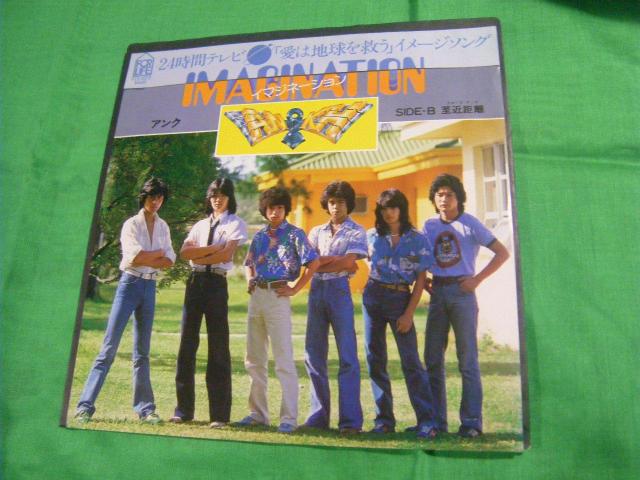 FOR LIFE
24時間テレビ「愛は地球を救う」イメージソング
IMAGINATION
イマジネーション
アンク
SIDE・B 至近距離